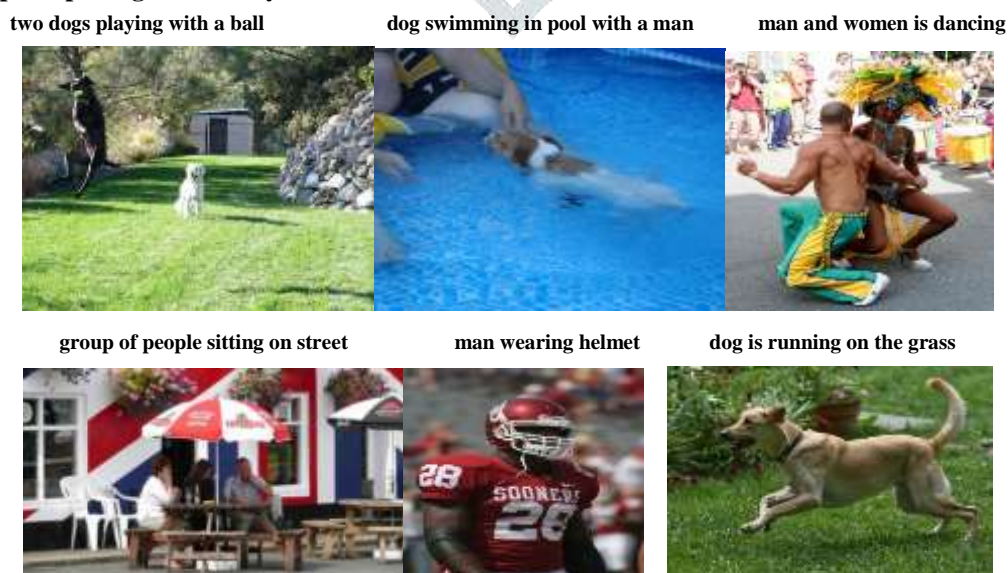 two dogs playing with a ball
dog swimming in pool with a man
man and women is dancing
group of people sitting on street
man wearing helmet
dog is running on the grass
28
SOONERS
28